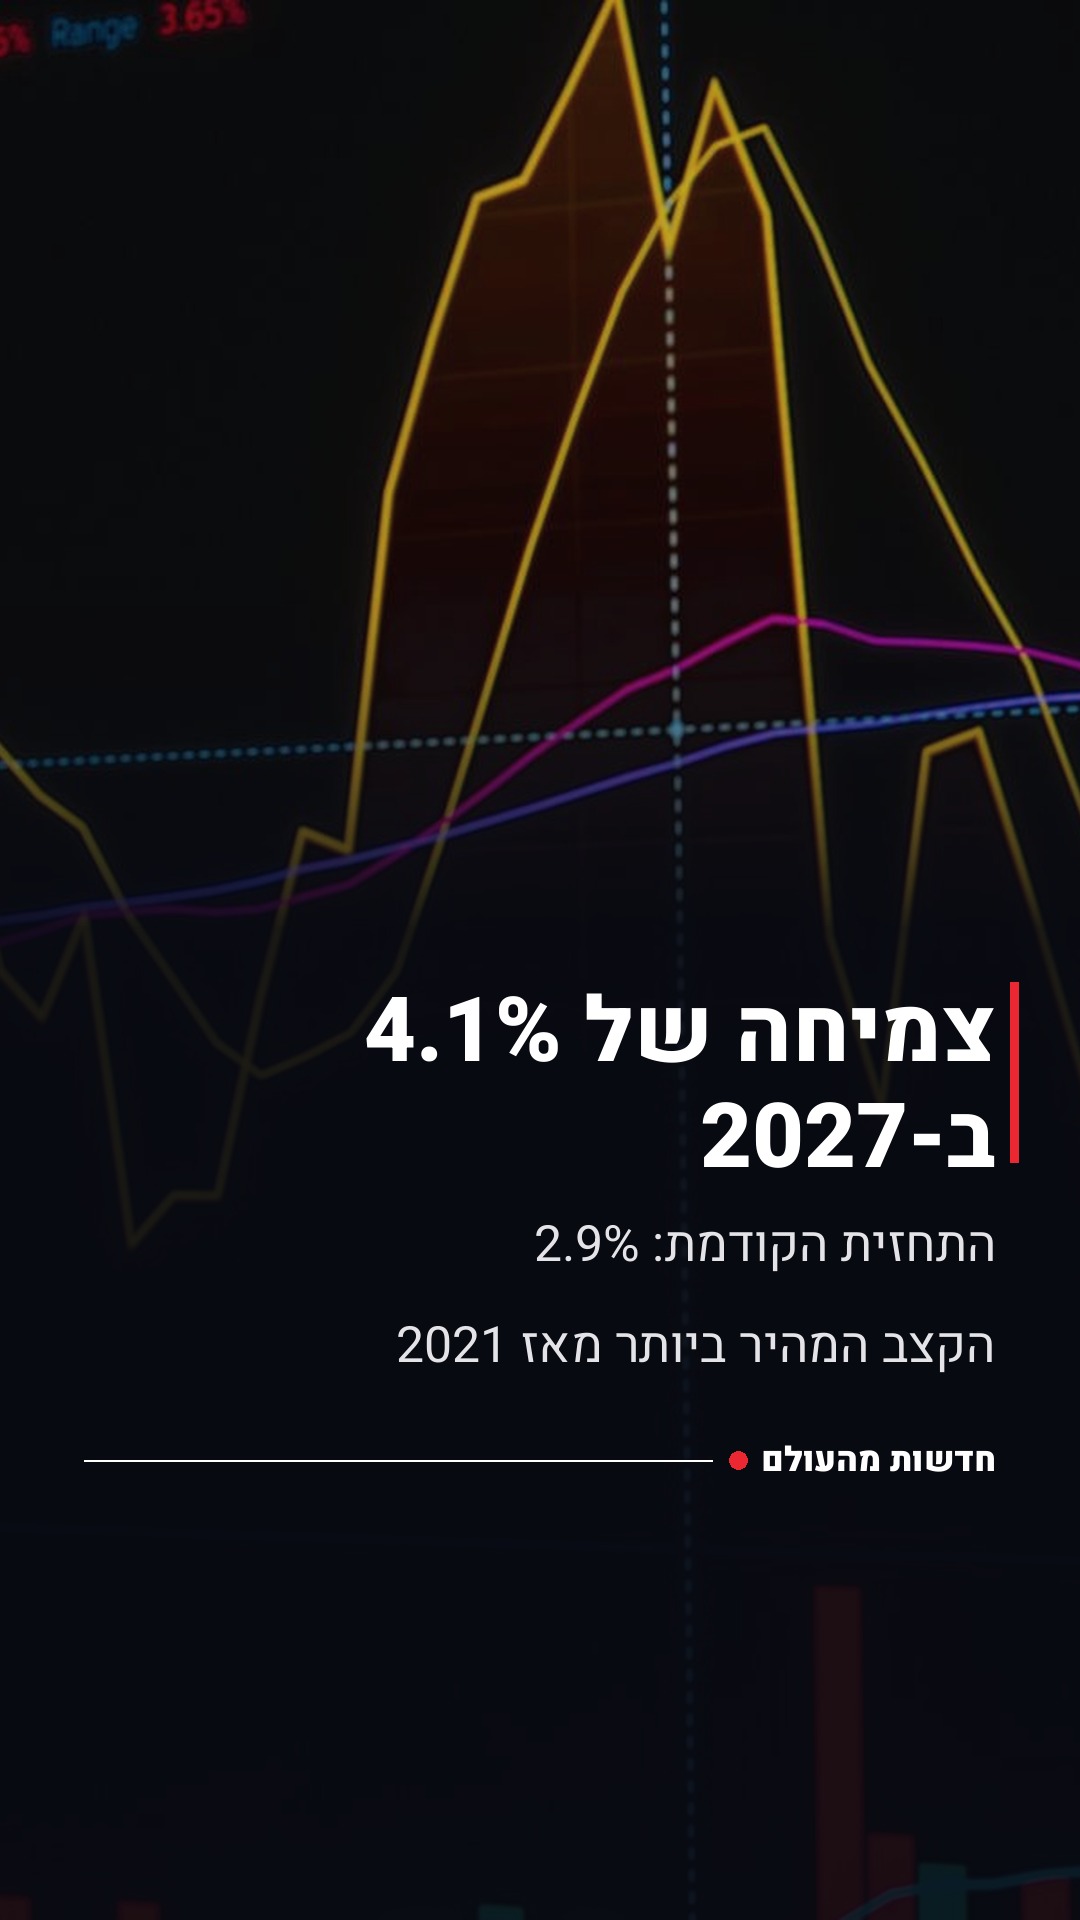 5% Range 3.65%
צמיחה של 4.1%
ב-2027
התחזית הקודמת: 2.9%
הקצב המהיר ביותר מאז 2021
חדשות מהעולם